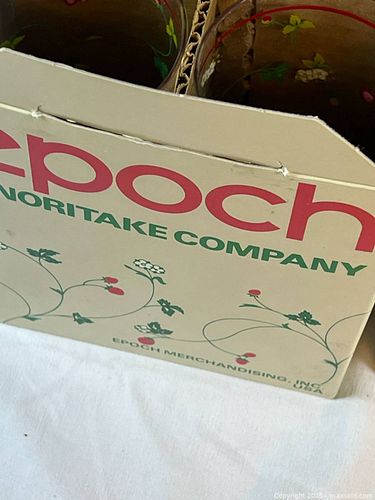 epoch
NORITAKE COMPANY
EPOCH MERCHANDISING, INC
USA